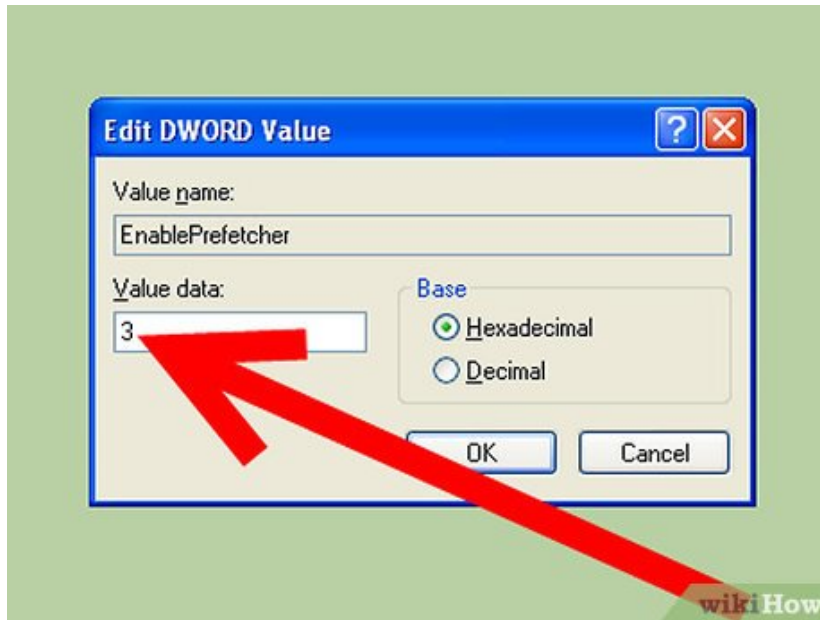 Edit DWORD Value
Value name:
EnablePrefetcher
Value data:
3
Base
Hexadecimal
Decimal
OK
Cancel
wikiHow